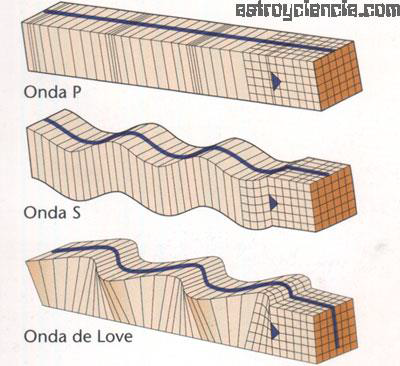 astroyciencia.com
Onda P
Onda S
Onda de Love